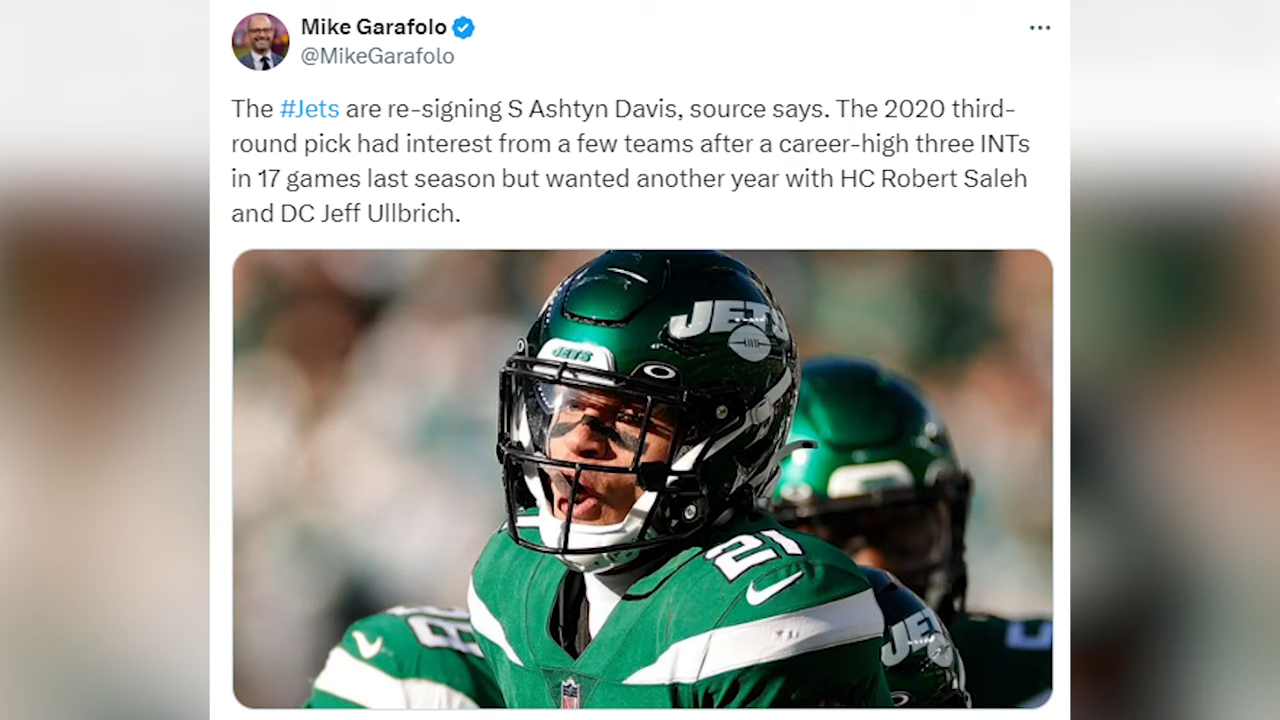 Mike Garafolo
@MikeGarafolo
The #Jets are re-signing S Ashtyn Davis, source says. The 2020 third-
round pick had interest from a few teams after a career-high three INTs
in 17 games last season but wanted another year with HC Robert Saleh
and DC Jeff Ullbrich.
JETS
JETS
21
JETS